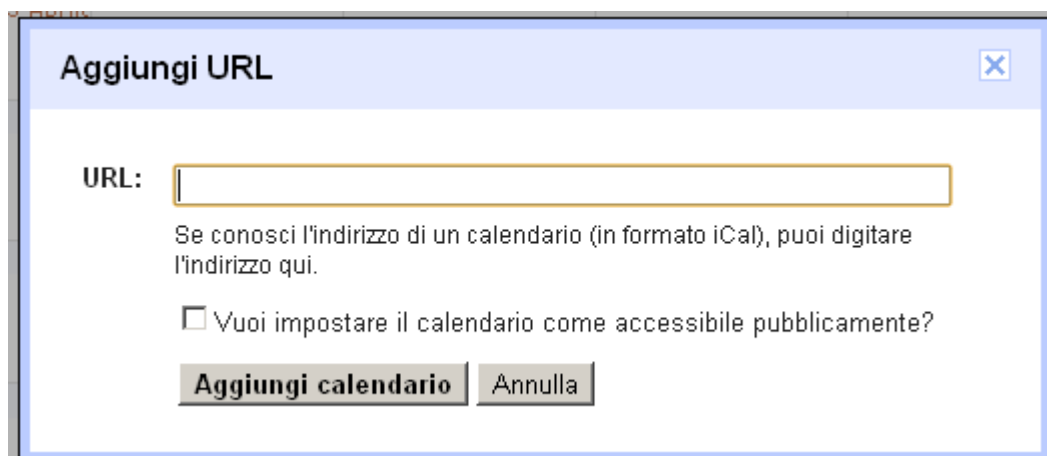 Aggiungi URL
URL:
Se conosci l'indirizzo di un calendario (in formato iCal), puoi digitare
l'indirizzo qui.
Vuoi impostare il calendario come accessibile pubblicamente?
Aggiungi calendario Annulla